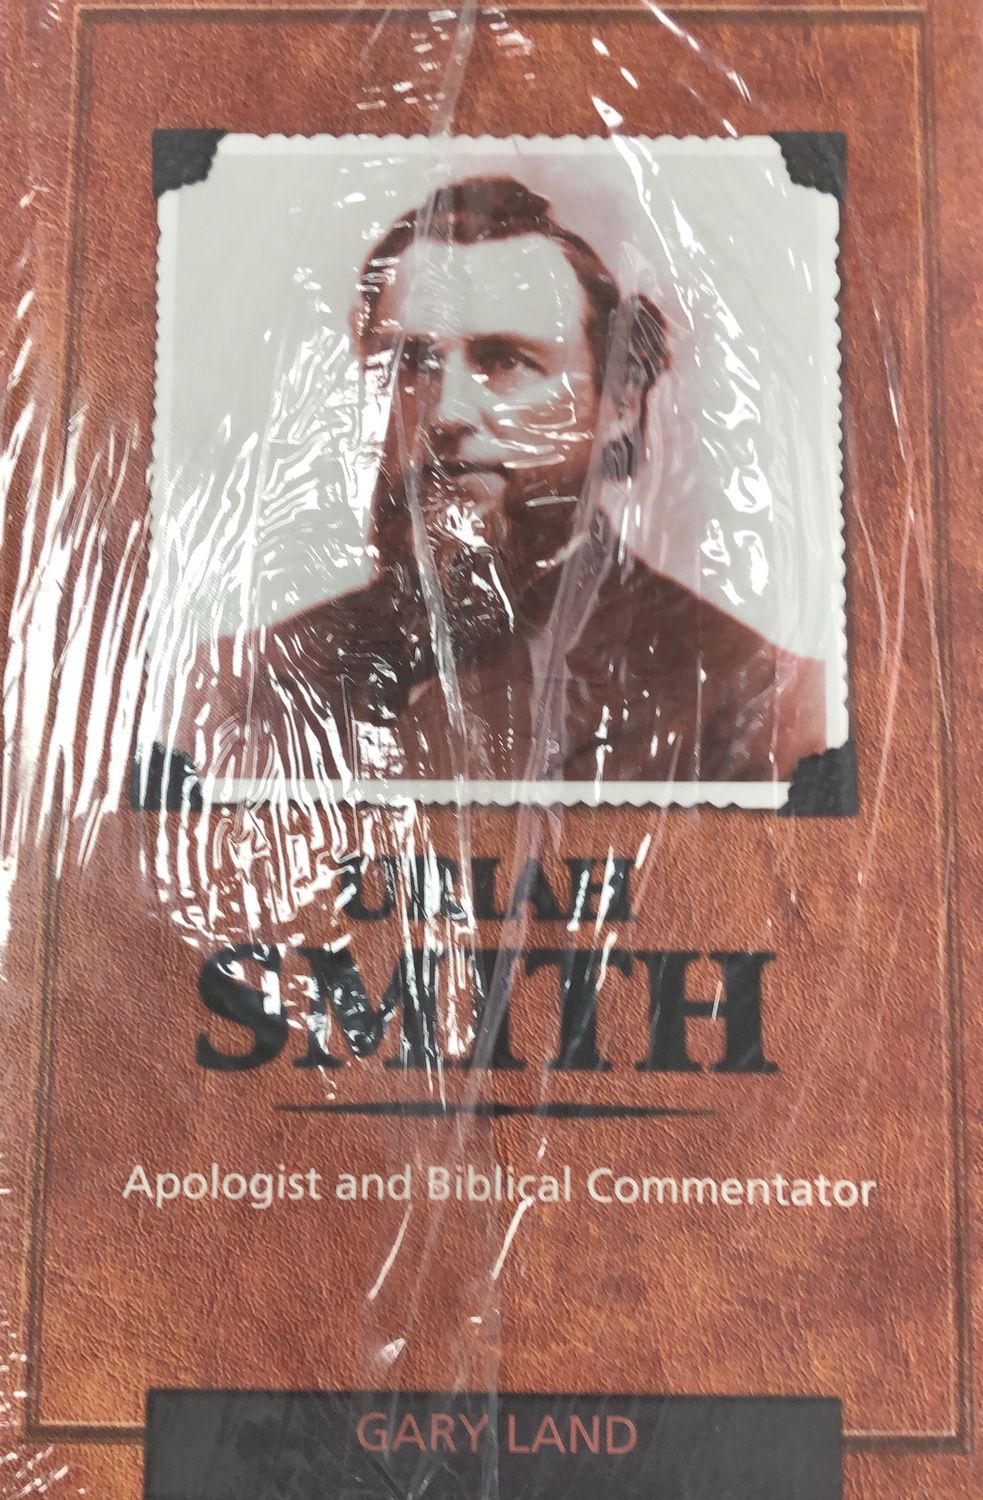 URIAH
SMITH
Apologist and Biblical Commentator
GARY LAND